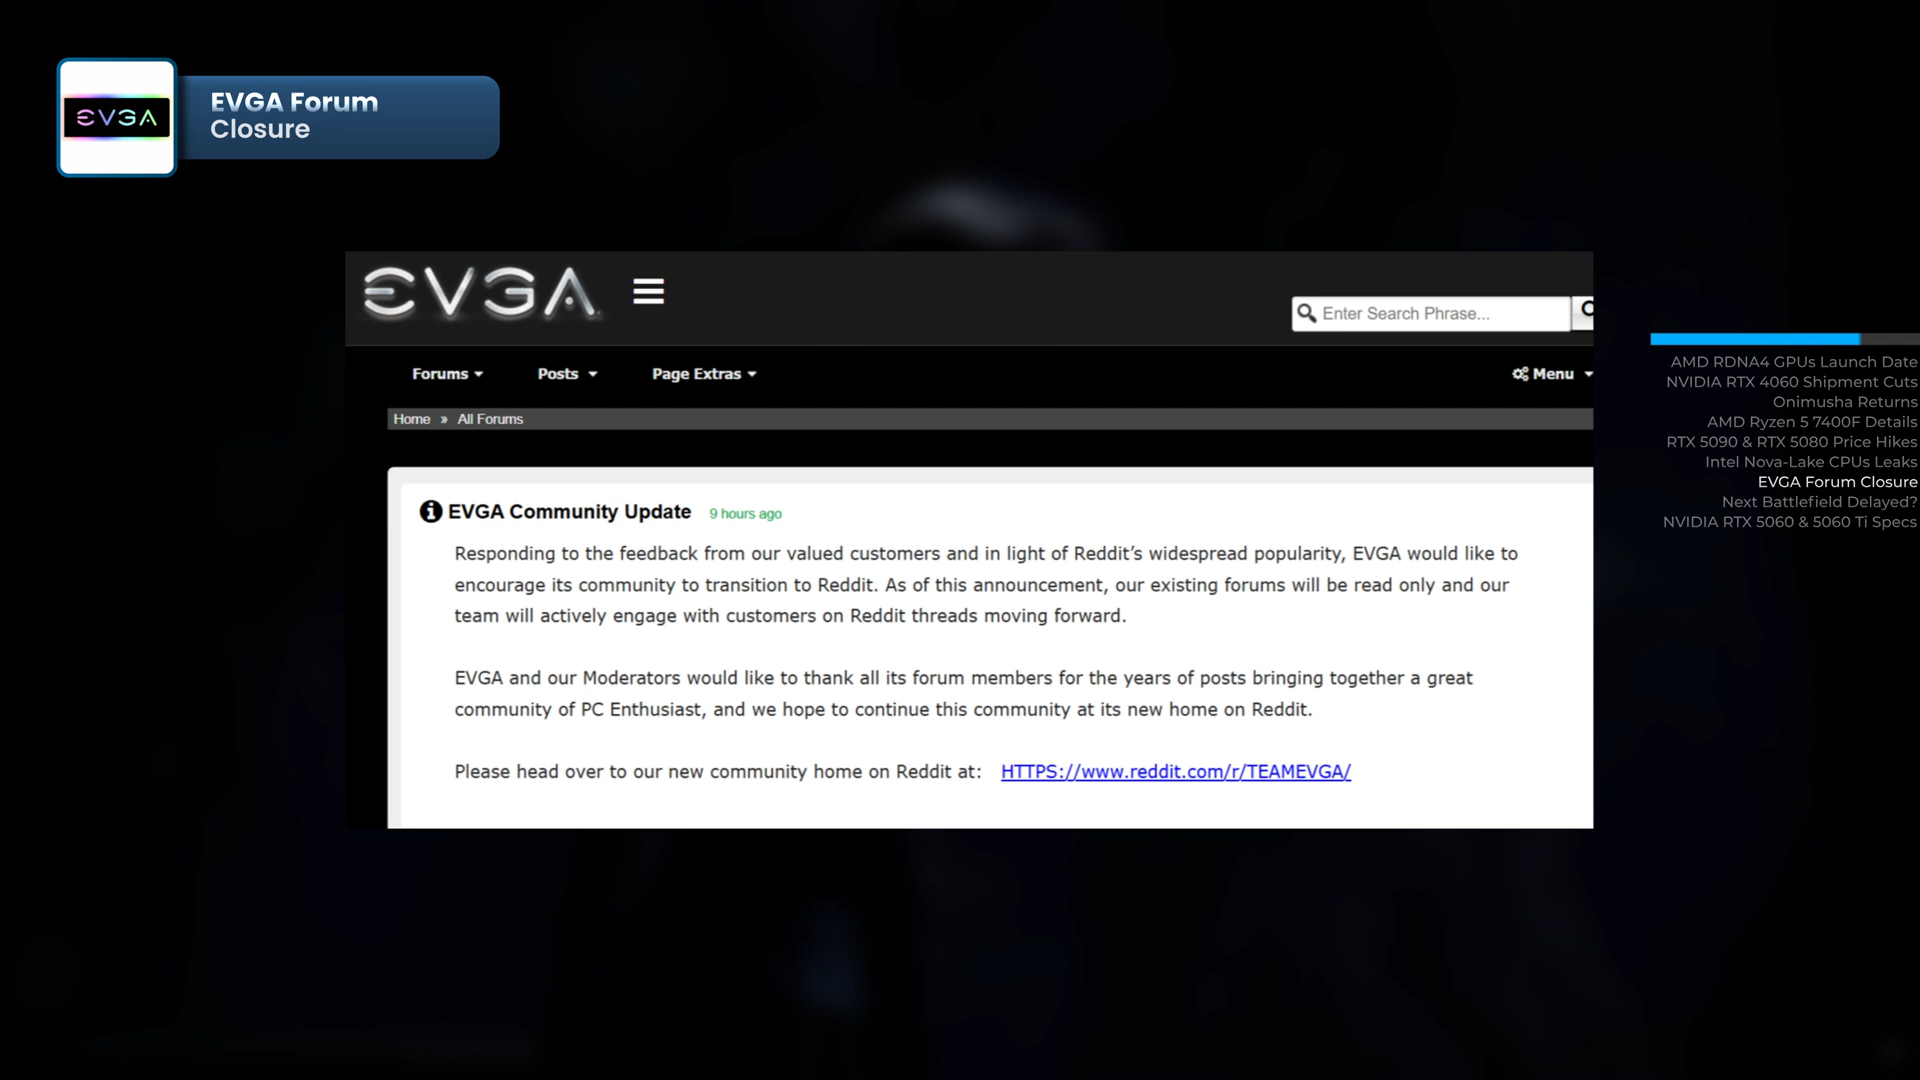 EVGA
EVGA Forum
Closure
EVGA
Enter Search Phrase...
Forums
Posts
Page Extras
Menu
Home » All Forums
EVGA Community Update 9 hours ago
Responding to the feedback from our valued customers and in light of Reddit’s widespread popularity, EVGA would like to
encourage its community to transition to Reddit. As of this announcement, our existing forums will be read only and our
team will actively engage with customers on Reddit threads moving forward.
EVGA and our Moderators would like to thank all its forum members for the years of posts bringing together a great
community of PC Enthusiast, and we hope to continue this community at its new home on Reddit.
Please head over to our new community home on Reddit at: HTTPS://www.reddit.com/r/TEAMEVGA/
AMD RDNA4 GPUs Launch Date
NVIDIA RTX 4060 Shipment Cuts
Onimusha Returns
AMD Ryzen 5 7400F Details
RTX 5090 & RTX 5080 Price Hikes
Intel Nova-Lake CPUs Leaks
EVGA Forum Closure
Next Battlefield Delayed?
NVIDIA RTX 5060 & 5060 Ti Specs